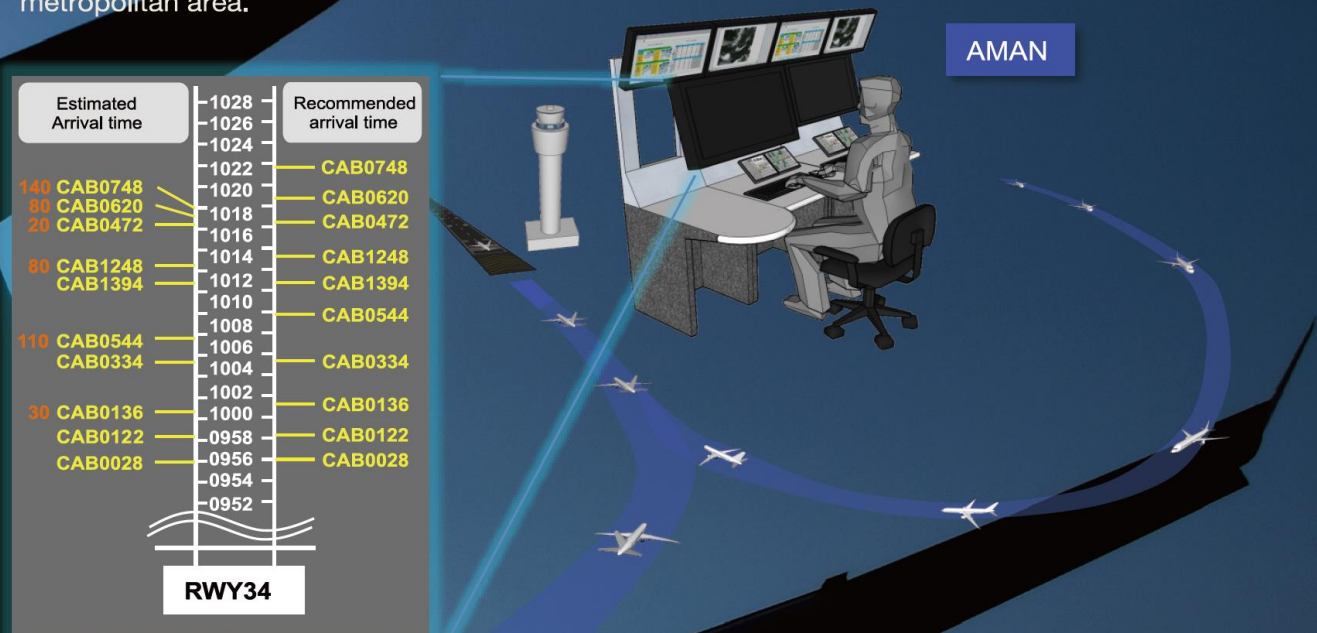 metropolitan area.
AMAN
Estimated
Arrival time
Recommended
arrival time
1028
1026
1024
1022
1020
1018
1016
1014
1012
1010
1008
1006
1004
1002
1000
0958
0956
0954
0952
140 CAB0748
80 CAB0620
20 CAB0472
80 CAB1248
CAB1394
110 CAB0544
CAB0334
30 CAB0136
CAB0122
CAB0028
CAB0748
CAB0620
CAB0472
CAB1248
CAB1394
CAB0544
CAB0334
CAB0136
CAB0122
CAB0028
RWY34